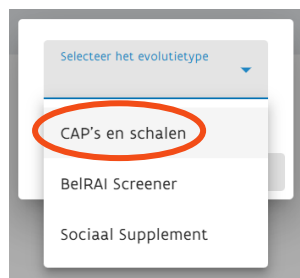 Selecteer het evolutietype
CAP's en schalen
BelRAI Screener
Sociaal Supplement